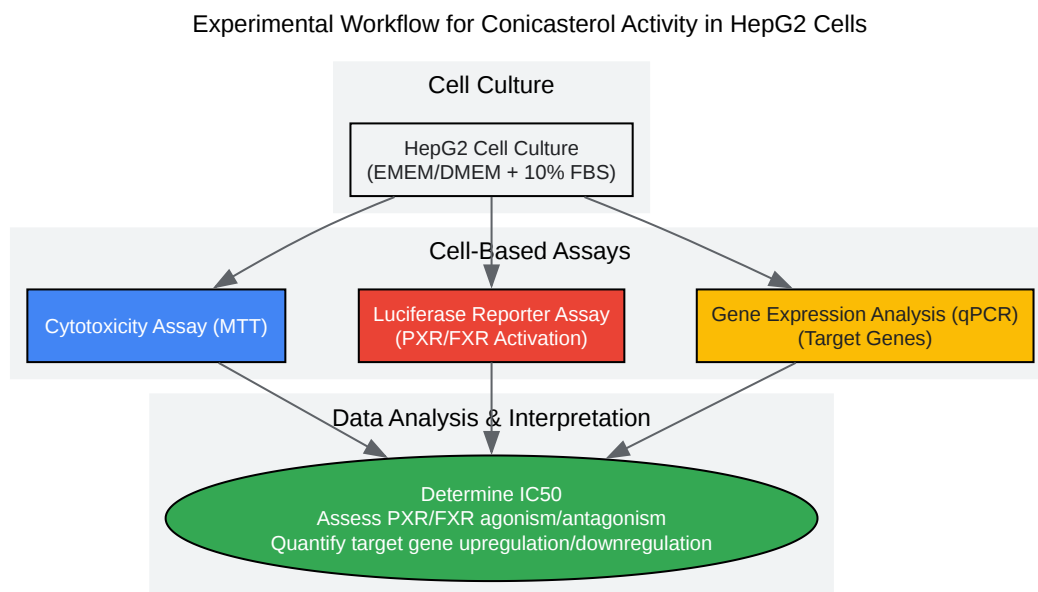 Experimental Workflow for Conicasterol Activity in HepG2 Cells
Cell Culture
HepG2 Cell Culture
(EMEM/DMEM + 10% FBS)
Cell-Based Assays
Cytotoxicity Assay (MTT)
Luciferase Reporter Assay
(PXR/FXR Activation)
Gene Expression Analysis (qPCR)
(Target Genes)
Data Analysis & Interpretation
Determine IC50
Assess PXR/FXR agonism/antagonism
Quantify target gene upregulation/downregulation